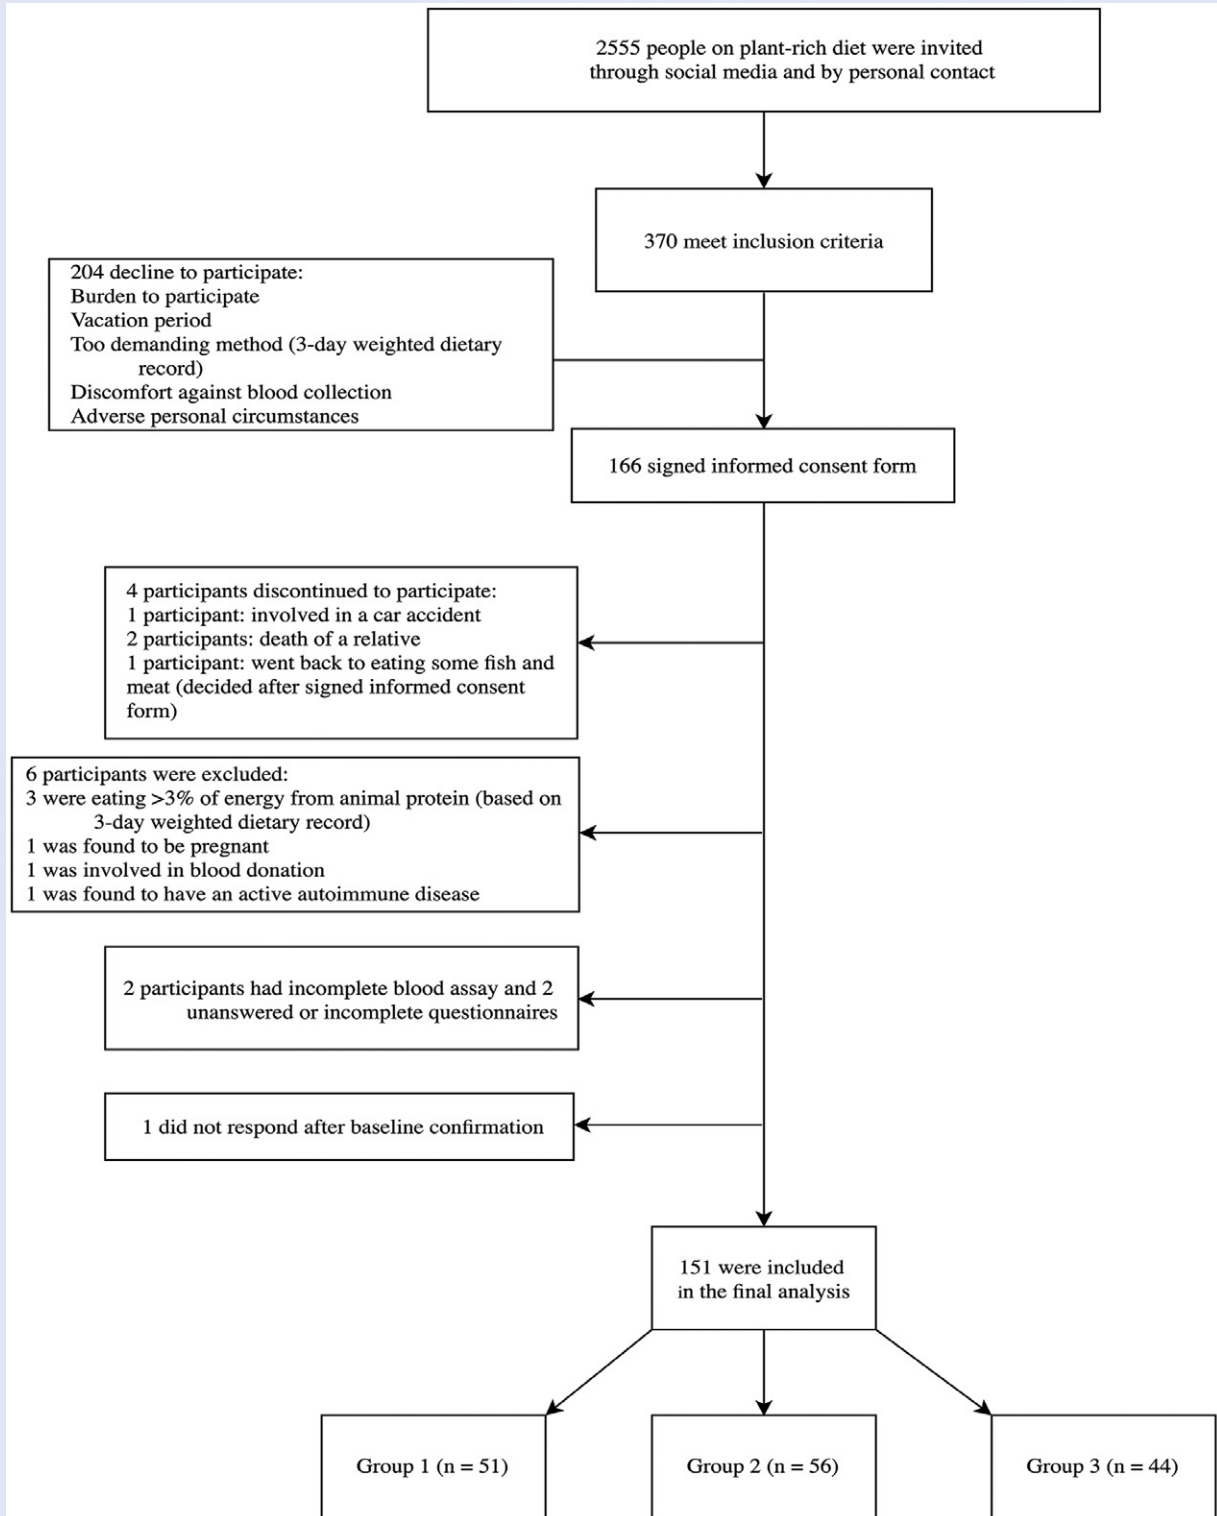 2555 people on plant-rich diet were invited
through social media and by personal contact
370 meet inclusion criteria
204 decline to participate:
Burden to participate
Vacation period
Too demanding method (3-day weighted dietary
record)
Discomfort against blood collection
Adverse personal circumstances
166 signed informed consent form
4 participants discontinued to participate:
1 participant: involved in a car accident
2 participants: death of a relative
1 participant: went back to eating some fish and
meat (decided after signed informed consent
form)
6 participants were excluded:
3 were eating >3% of energy from animal protein (based on
3-day weighted dietary record)
1 was found to be pregnant
1 was involved in blood donation
1 was found to have an active autoimmune disease
2 participants had incomplete blood assay and 2
unanswered or incomplete questionnaires
1 did not respond after baseline confirmation
151 were included
in the final analysis
Group 1 (n = 51)
Group 2 (n = 56)
Group 3 (n = 44)